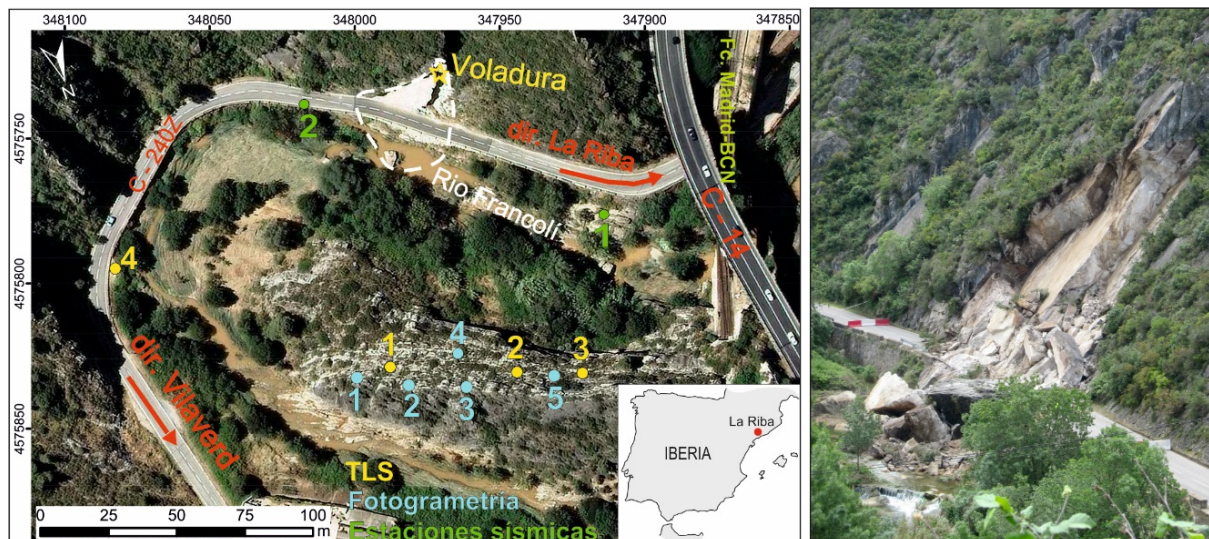 348100
348050
348000
347950
347900
347850
4575750
4575800
4575850
N
Voladura
2
C - 240Z
dir. La Riba
Fc. Madrid-BCN
Rio Francolí
1
C - 14
4
dir. Vilaverd
1
4
2
3
1
2
3
5
TLS
Fotogrametria
Estaciones sísmicas
0
25
50
75
100
m
La Riba
IBERIA